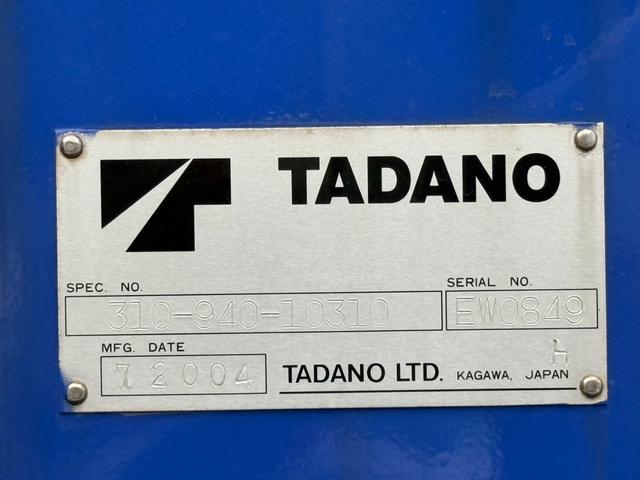 TADANO
SPEC. NO.
SERIAL NO.
310-940-10310
EW0849
MFG. DATE
H
7 2004
TADANO LTD. KAGAWA, JAPAN